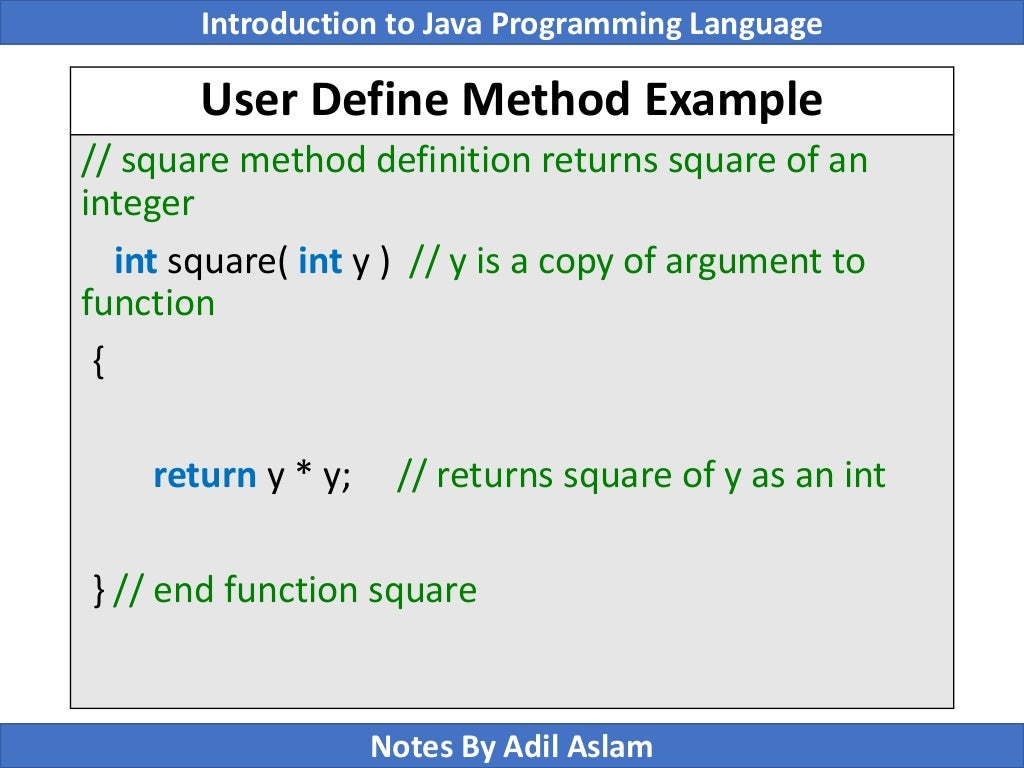 Introduction to Java Programming Language
User Define Method Example
// square method definition returns square of an
integer
int square( int y ) // y is a copy of argument to
function
{
return y * y; // returns square of y as an int
} // end function square
Notes By Adil Aslam